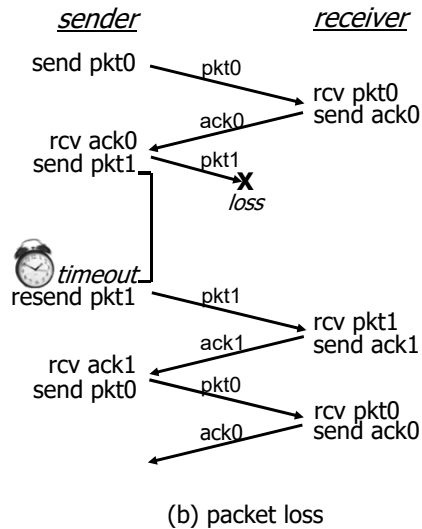 sender receiver
send pkt0
pkt0
rcv pkt0
send ack0
ack0
rcv ack0
send pkt1
pkt1
X
loss
timeout
resend pkt1
pkt1
rcv pkt1
send ack1
ack1
rcv ack1
send pkt0
pkt0
rcv pkt0
send ack0
ack0
(b) packet loss